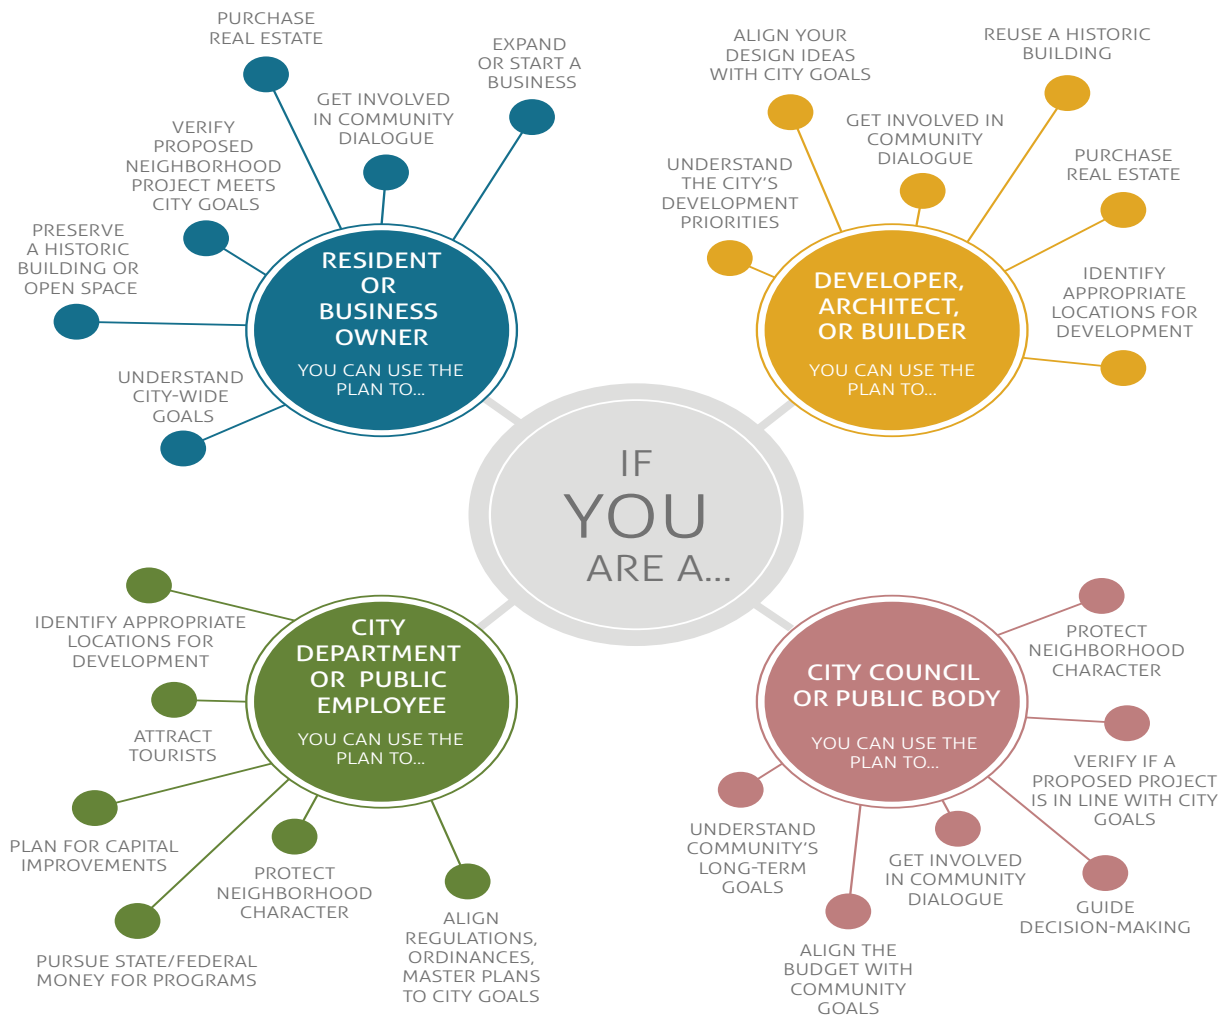 PURCHASE
REAL ESTATE
EXPAND
OR START A
BUSINESS
GET INVOLVED
IN COMMUNITY
DIALOGUE
VERIFY
PROPOSED
NEIGHBORHOOD
PROJECT MEETS
CITY GOALS
PRESERVE
A HISTORIC
BUILDING OR
OPEN SPACE
UNDERSTAND
CITY-WIDE
GOALS
RESIDENT
OR
BUSINESS
OWNER
YOU CAN USE THE
PLAN TO...
ALIGN YOUR
DESIGN IDEAS
WITH CITY GOALS
REUSE A HISTORIC
BUILDING
GET INVOLVED IN
COMMUNITY
DIALOGUE
UNDERSTAND
THE CITY'S
DEVELOPMENT
PRIORITIES
PURCHASE
REAL ESTATE
IDENTIFY
APPROPRIATE
LOCATIONS FOR
DEVELOPMENT
DEVELOPER,
ARCHITECT,
OR BUILDER
YOU CAN USE THE
PLAN TO...
IF
YOU
ARE A...
IDENTIFY APPROPRIATE
LOCATIONS FOR
DEVELOPMENT
ATTRACT
TOURISTS
PLAN FOR CAPITAL
IMPROVEMENTS
PURSUE STATE/FEDERAL
MONEY FOR PROGRAMS
PROTECT
NEIGHBORHOOD
CHARACTER
ALIGN
REGULATIONS,
ORDINANCES,
MASTER PLANS
TO CITY GOALS
CITY
DEPARTMENT
OR PUBLIC
EMPLOYEE
YOU CAN USE THE
PLAN TO...
CITY COUNCIL
OR PUBLIC BODY
YOU CAN USE THE
PLAN TO...
PROTECT
NEIGHBORHOOD
CHARACTER
VERIFY IF A
PROPOSED PROJECT
IS IN LINE WITH CITY
GOALS
UNDERSTAND
COMMUNITY'S
LONG-TERM
GOALS
GET INVOLVED
IN COMMUNITY
DIALOGUE
GUIDE
DECISION-MAKING
ALIGN THE
BUDGET WITH
COMMUNITY
GOALS